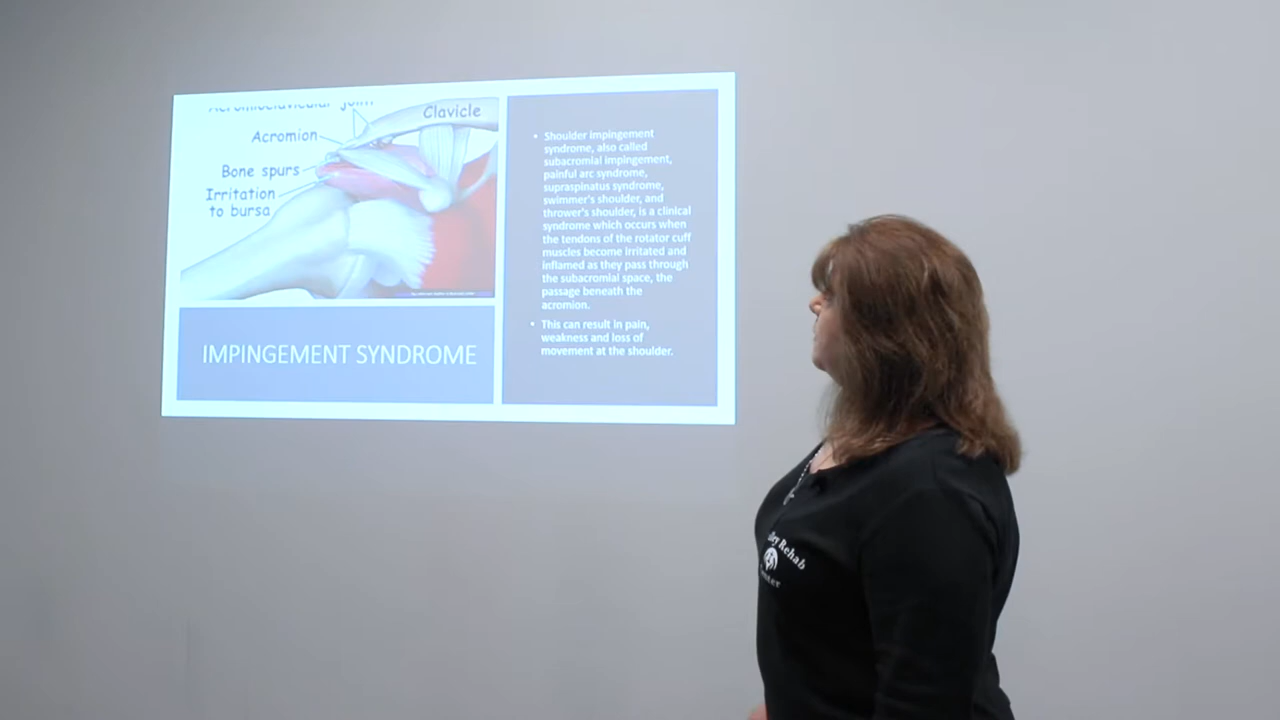 Acromioclavicular joint
Clavicle
Acromion
Bone spurs
Irritation
to bursa
IMPINGEMENT SYNDROME
• Shoulder impingement
syndrome, also called
subacromial impingement,
painful arc syndrome,
supraspinatus syndrome,
swimmer's shoulder, and
thrower's shoulder, is a clinical
syndrome which occurs when
the tendons of the rotator cuff
muscles become irritated and
inflamed as they pass through
the subacromial space, the
passage beneath the
acromion.
• This can result in pain,
weakness and loss of
movement at the shoulder.
Rehab